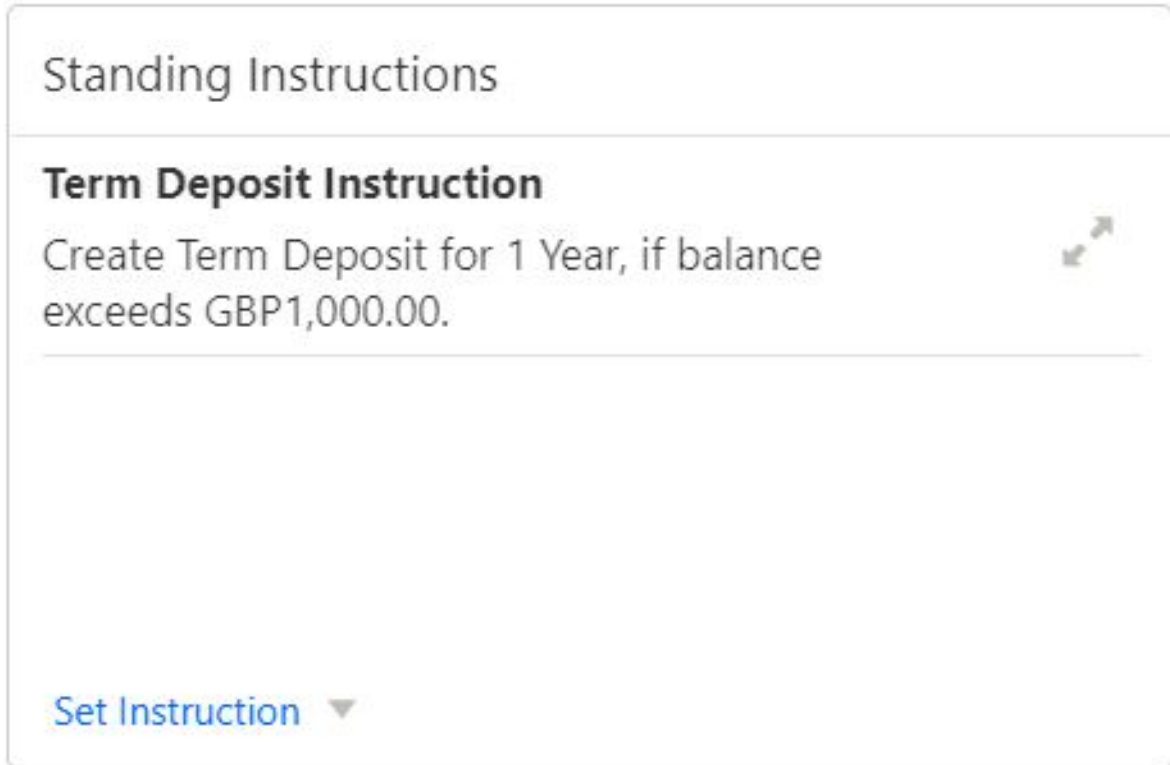 Standing Instructions
Term Deposit Instruction
Create Term Deposit for 1 Year, if balance
exceeds GBP1,000.00.
Set Instruction